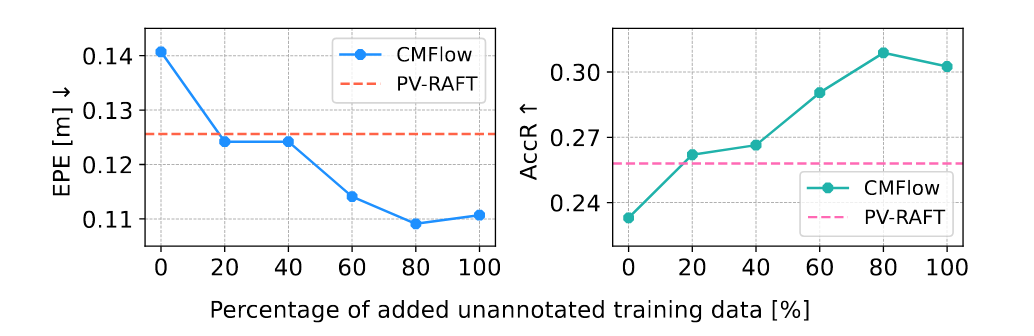 EPE [m] ↓
0.14
0.13
0.12
0.11
CMFlow
PV-RAFT
0 20 40 60 80 100
AccR ↑
0.30
0.27
0.24
CMFlow
PV-RAFT
0 20 40 60 80 100
Percentage of added unannotated training data [%]